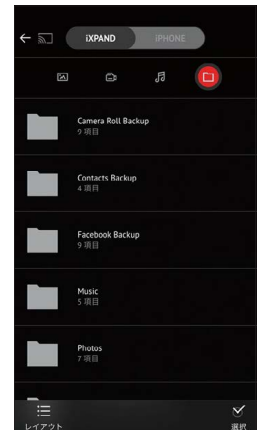 iXPAND
iPHONE
Camera Roll Backup
9 項目
Contacts Backup
4 項目
Facebook Backup
9 項目
Music
5 項目
Photos
7 項目
レイアウト
選択